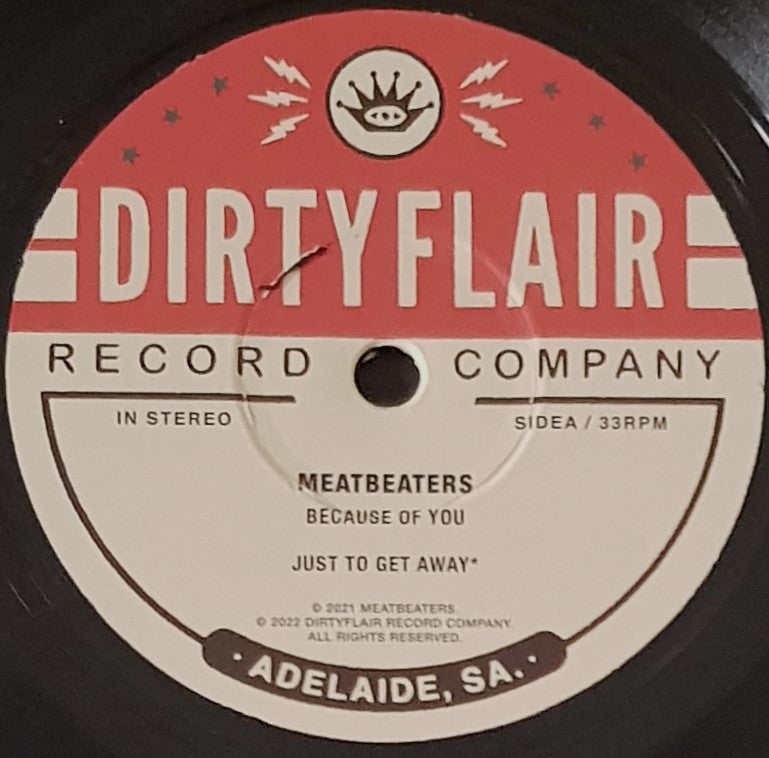 DIRTYFLAIR
RECORD COMPANY
IN STEREO
SIDEA / 33RPM
MEATBEATERS
BECAUSE OF YOU
JUST TO GET AWAY*
© 2021 MEATBEATERS.
© 2022 DIRTYFLAIR RECORD COMPANY.
ALL RIGHTS RESERVED.
· ADELAIDE, SA. ·